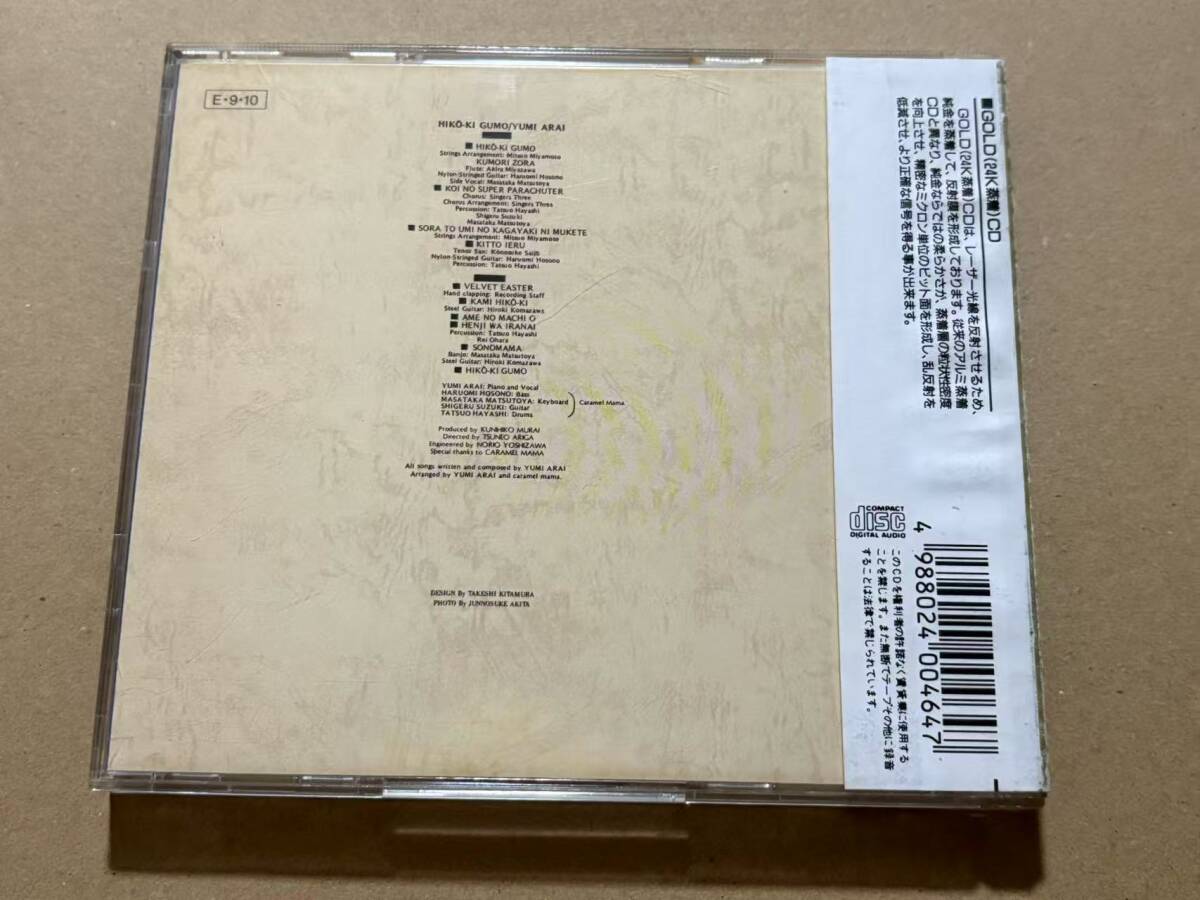 E・9・10
HIKŌ-KI GUMO/YUMI ARAI
■ HIKŌ-KI GUMO
Strings Arrangement: Mitsuo Miyamoto
KUMORI ZORA
Flute: Akira Miyazawa
Nylon-Stringed Guitar: Haruomi Hosono
Side Vocal: Masataka Matsutoya
■ KOI NO SUPER PARACHUTER
Chorus: Singers Three
Chorus Arrangement: Singers Three
Percussion: Tatsuo Hayashi
Shigeru Suzuki
Masataka Matsutoya
■ SORA TO UMI NO KAGAYAKI NI MUKETE
Strings Arrangement: Mitsuo Miyamoto
■ KITTO IERU
Tenor Sax: Kōnosuke Saijō
Nylon-Stringed Guitar: Haruomi Hosono
Percussion: Tatsuo Hayashi
■ VELVET EASTER
Hand clapping: Recording Staff
■ KAMI HIKŌ-KI
Steel Guitar: Hiroki Komazawa
■ AME NO MACHI O
■ HENJI WA IRANAI
Percussion: Tatsuo Hayashi
Rei Ohara
■ SONOMAMA
Banjo: Masataka Matsutoya
Steel Guitar: Hiroki Komazawa
■ HIKŌ-KI GUMO
YUMI ARAI: Piano and Vocal
HARUOMI HOSONO: Bass
MASATAKA MATSUTOYA: Keyboard
SHIGERU SUZUKI: Guitar
TATSUO HAYASHI: Drums
Caramel Mama
Produced by KUNIHIKO MURAI
Directed by TSUNEO ARIGA
Engineered by NORIO YOSHIZAWA
Special thanks to CARAMEL MAMA
All songs written and composed by YUMI ARAI
Arranged by YUMI ARAI and caramel mama.
DESIGN By TAKESHI KITAMURA
PHOTO By JUNNOSUKE AKITA
■GOLD(24K蒸着)CD
GOLD(24K蒸着)CDは、レーザー光線を反射させるため、
純金を蒸着して、反射膜を形成しております。従来のアルミ蒸着
CDと異なり、純金ならではの柔らかさが、蒸着層の粒状性密度
を向上させ、精密なミクロン単位のピット面を形成し、乱反射を
低減させ、より正確な信号を得る事が出来ます。
COMPACT
disc
DIGITAL AUDIO
4 988024 004647
このCDを権利者の許諾なく賃貸業に使用する
ことを禁じます。また無断でテープその他に録音
することは法律で禁じられています。